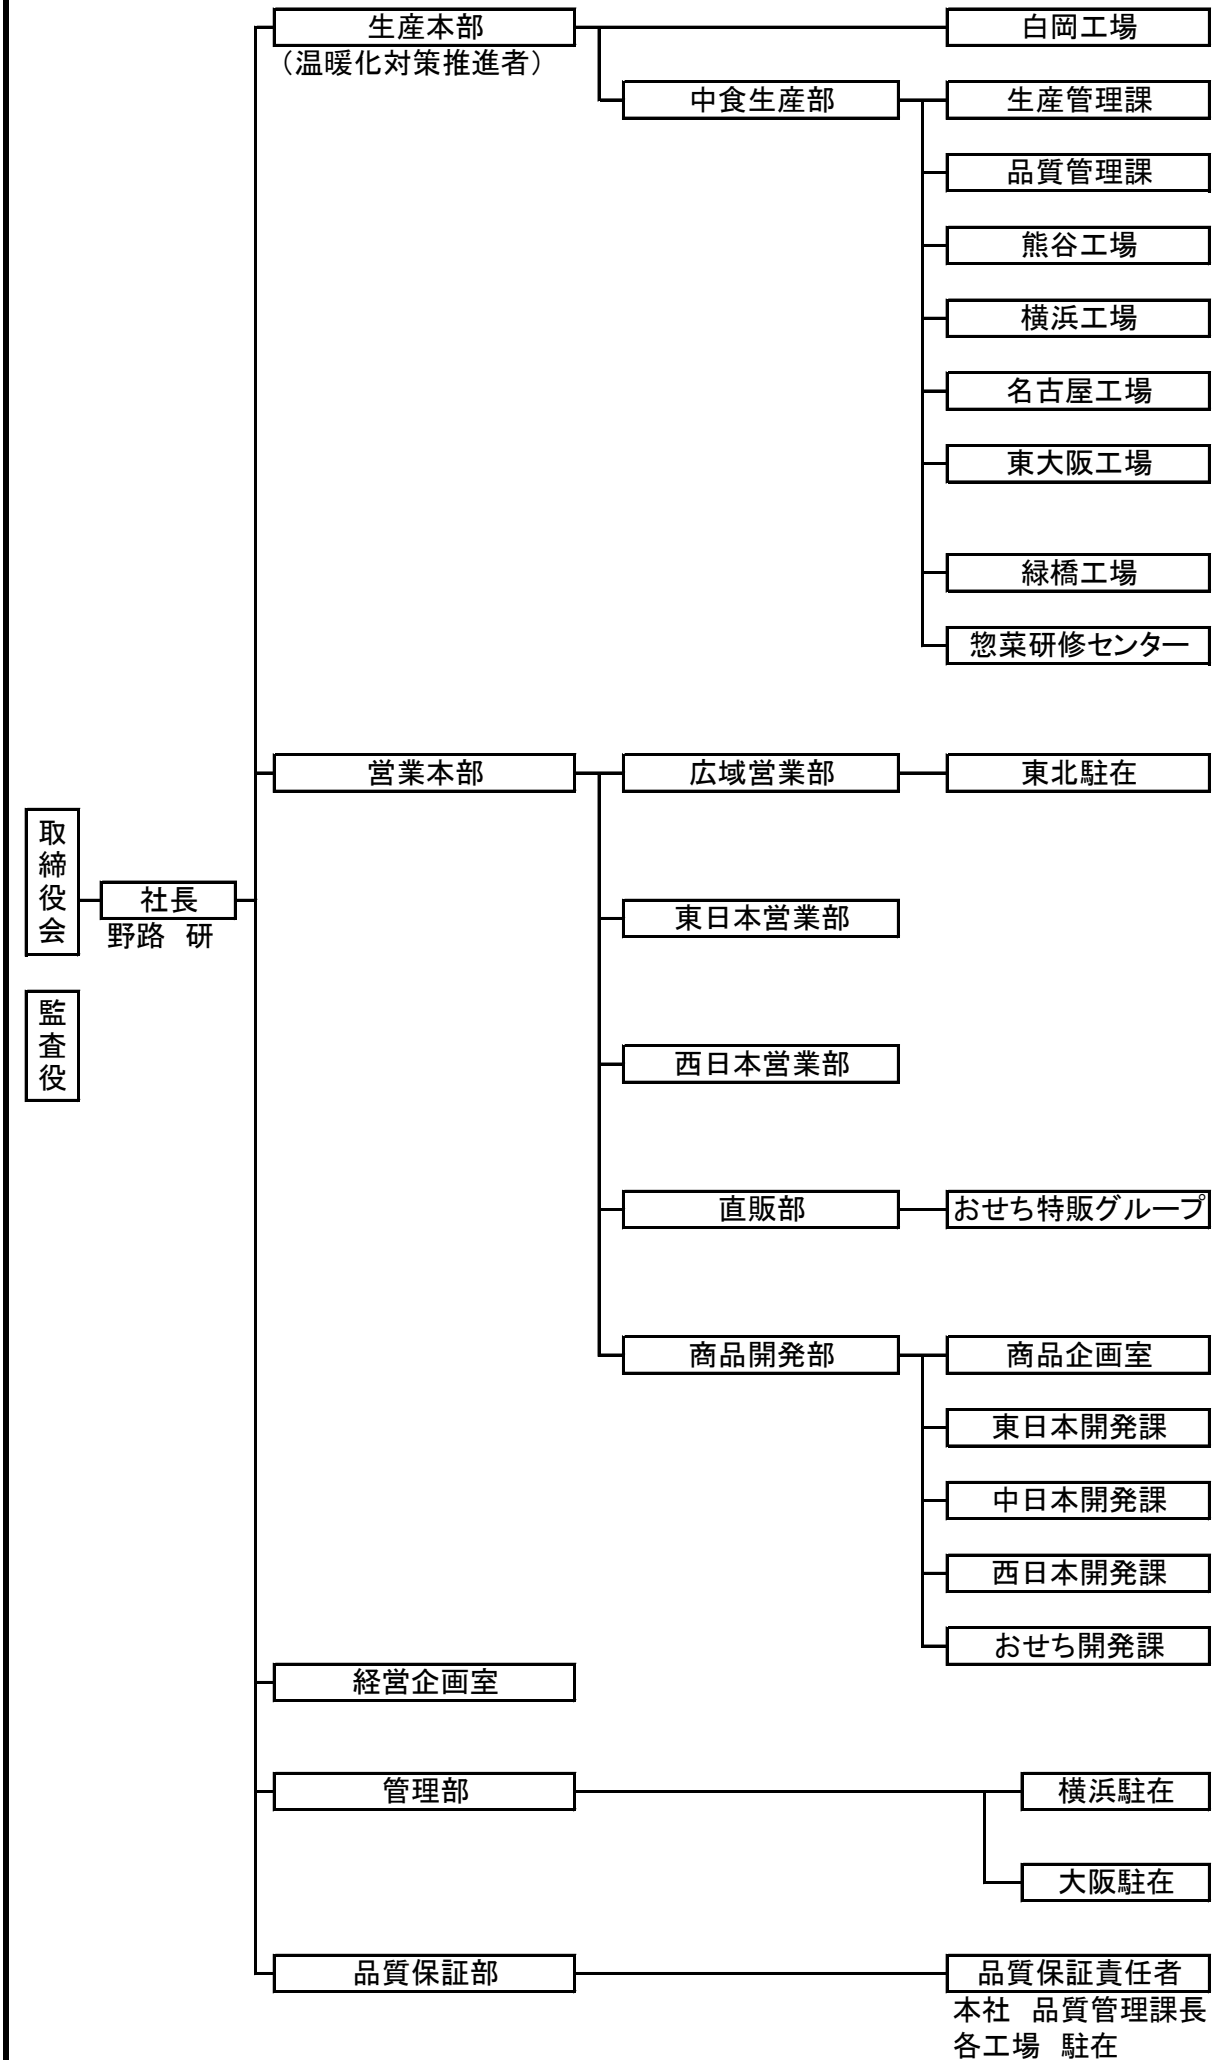 生産本部
（温暖化対策推進者）
白岡工場
中食生産部
生産管理課
品質管理課
熊谷工場
横浜工場
名古屋工場
東大阪工場
緑橋工場
惣菜研修センター
営業本部
広域営業部
東北駐在
取締役会
社長
野路　研
東日本営業部
監査役
西日本営業部
直販部
おせち特販グループ
商品開発部
商品企画室
東日本開発課
中日本開発課
西日本開発課
おせち開発課
経営企画室
管理部
横浜駐在
大阪駐在
品質保証部
品質保証責任者
本社　品質管理課長
各工場　駐在